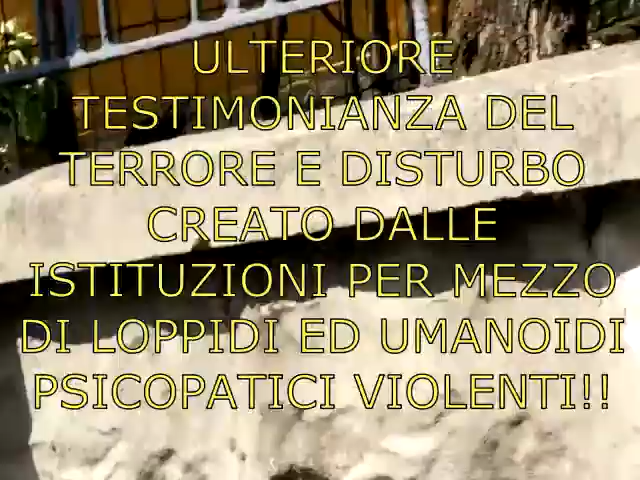 ULTERIORE
TESTIMONIANZA DEL
TERRORE E DISTURBO
CREATO DALLE
ISTITUZIONI PER MEZZO
DI LOPPIDI ED UMANOIDI
PSICOPATICI VIOLENTI!!